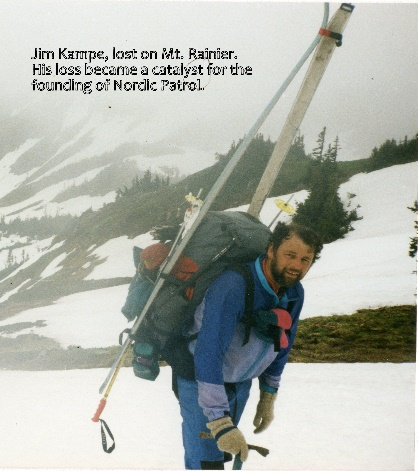 Jim Kampe, lost on Mt. Rainier.
His loss became a catalyst for the
founding of Nordic Patrol.